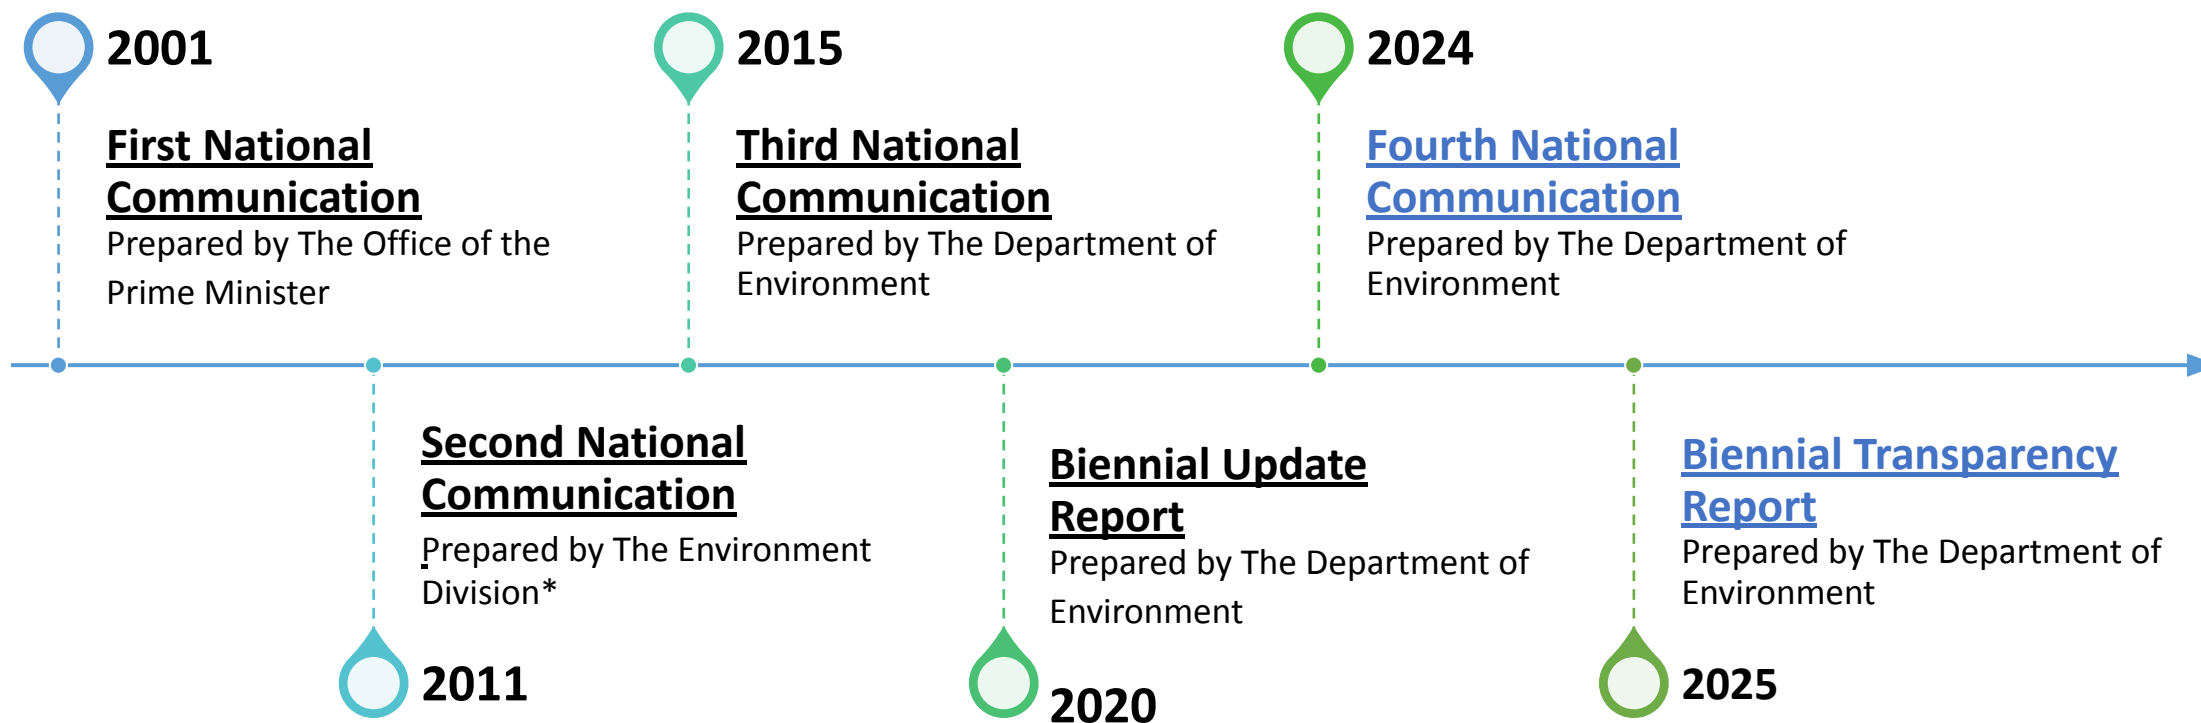 2001
First National
Communication
Prepared by The Office of the
Prime Minister
2011
Second National
Communication
Prepared by The Environment
Division*
2015
Third National
Communication
Prepared by The Department of
Environment
2020
Biennial Update
Report
Prepared by The Department of
Environment
2024
Fourth National
Communication
Prepared by The Department of
Environment
2025
Biennial Transparency
Report
Prepared by The Department of
Environment